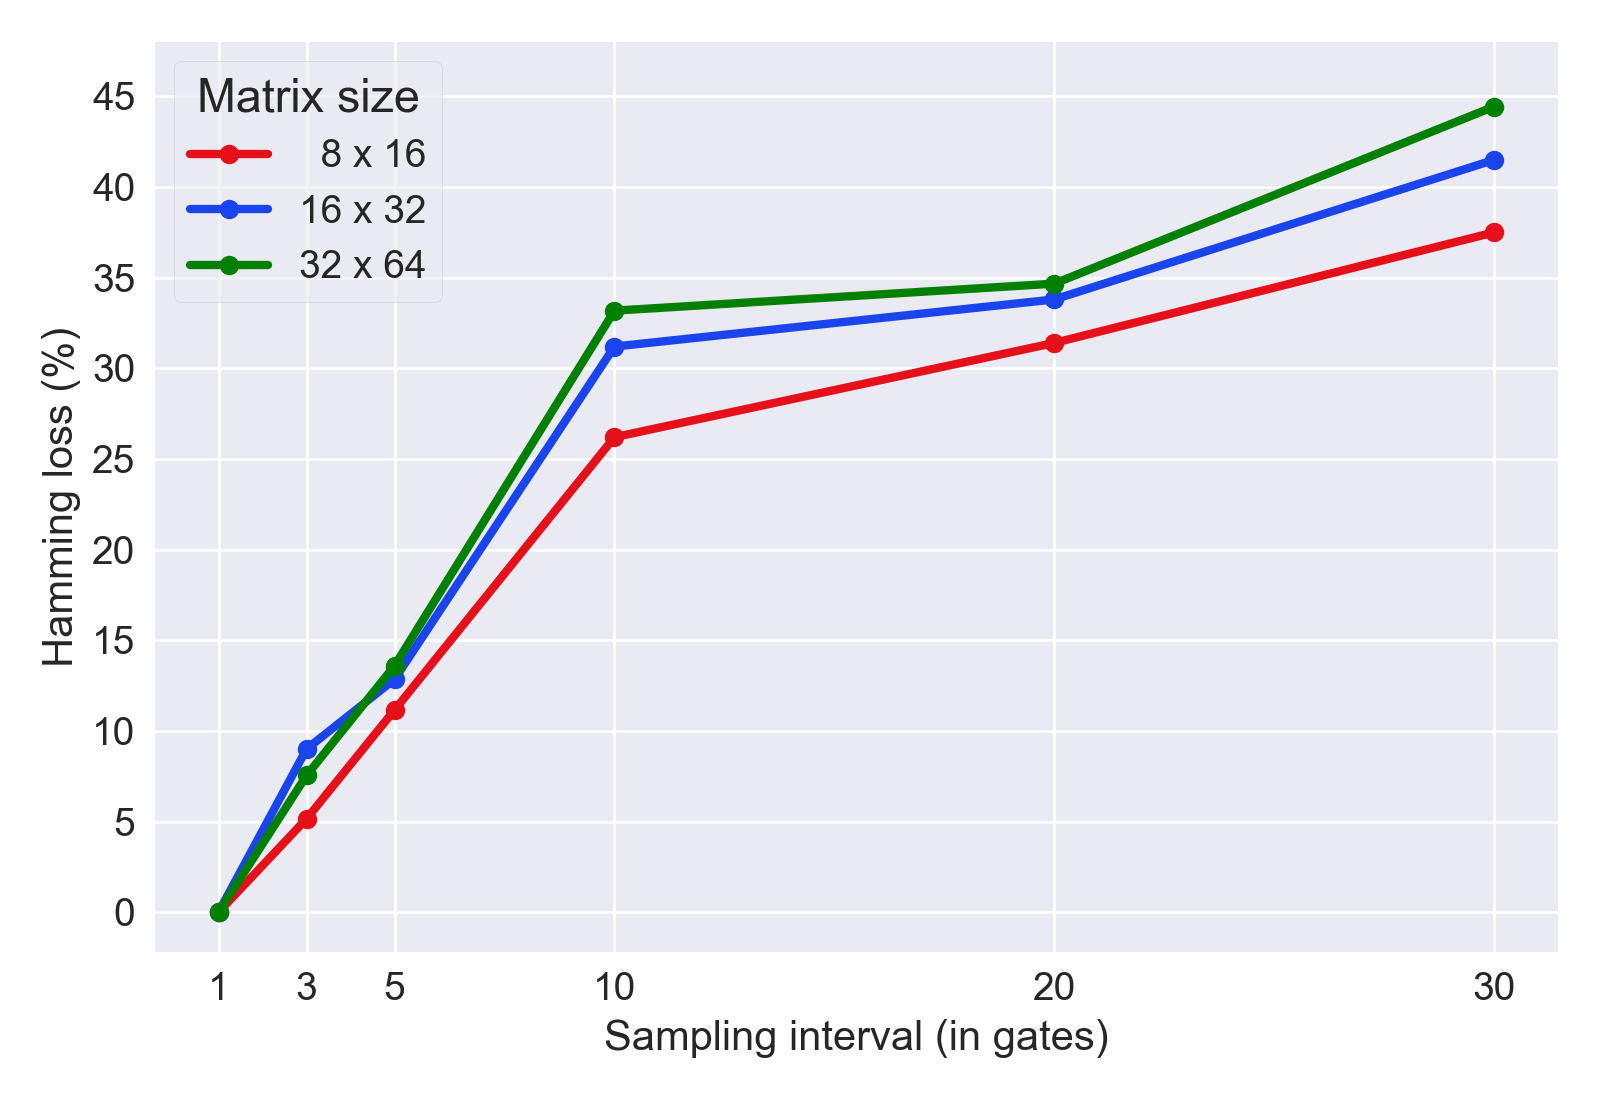 Matrix size
8 x 16
16 x 32
32 x 64
Hamming loss (%)
45
40
35
30
25
20
15
10
5
0
1 3 5 10 20 30
Sampling interval (in gates)